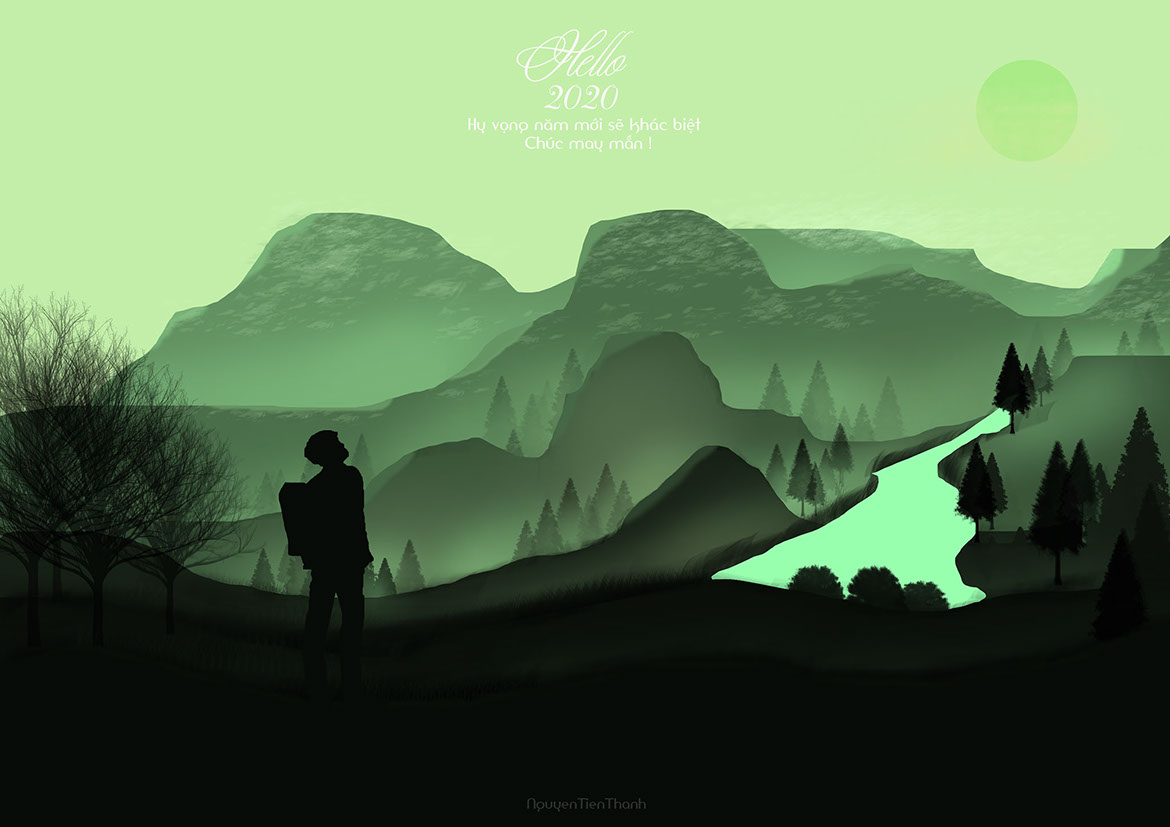 Hello
2020
Hy vọng năm mới sẽ khác biệt
Chúc may mắn !
NguyenTienThanh